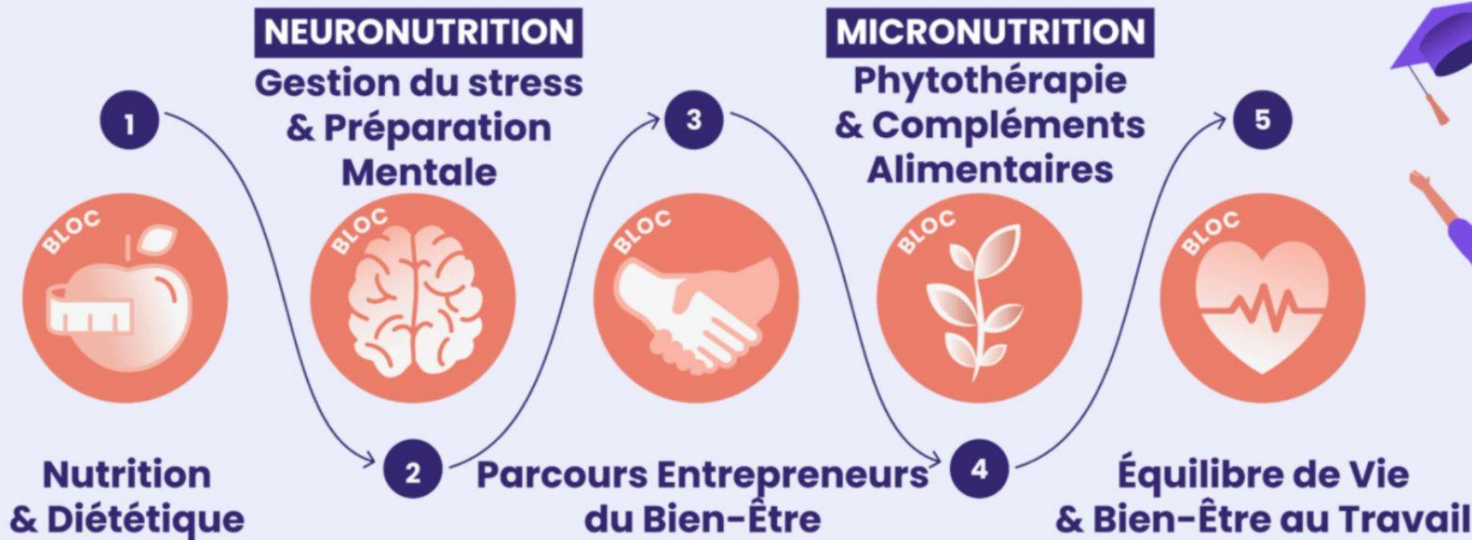 1
BLOC
Nutrition
& Diététique
NEURONUTRITION
Gestion du stress
& Préparation
Mentale
BLOC
2
3
BLOC
Parcours Entrepreneurs
du Bien-Être
MICRONUTRITION
Phytothérapie
& Compléments
Alimentaires
BLOC
4
5
BLOC
Équilibre de Vie
& Bien-Être au Travail